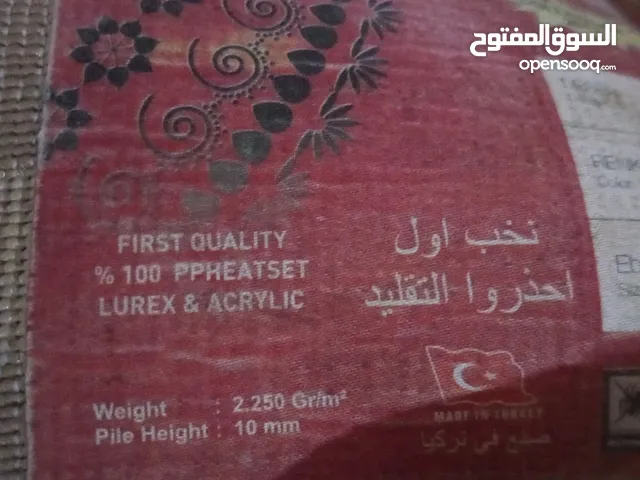 السوق المفتوح
opensooq.com
Color
FIRST QUALITY
% 100 PPHEATSET
LUREX & ACRYLIC
نخب اول
احذروا التقليد
Weight : 2.250 Gr/m²
Pile Height : 10 mm
MADE IN TURKEY
صنع في تركيا